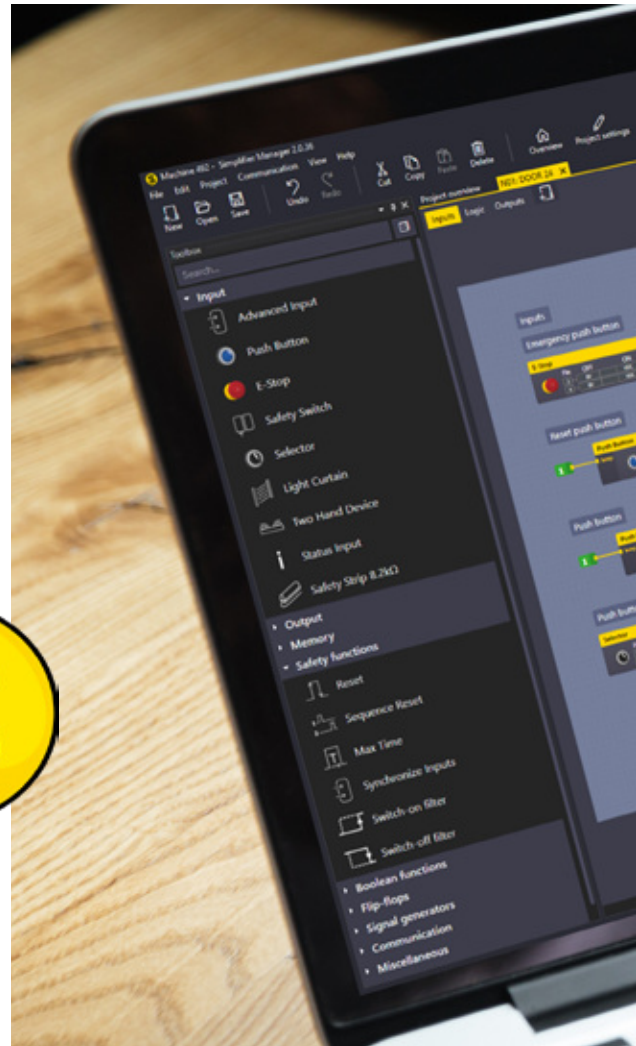 S Machine 492 - Simplifier Manager 2.0.36
File Edit Project Communication View Help
New Open Save Undo Redo Cut Copy Paste Delete Overview Project settings
Toolbox
Search...
Input
Advanced Input
Push Button
E-Stop
Safety Switch
Selector
Light Curtain
Two Hand Device
Status Input
Safety Strip 8.2kΩ
Output
Memory
Safety functions
Reset
Sequence Reset
Max Time
Synchronize Inputs
Switch-on filter
Switch-off filter
Boolean functions
Flip-flops
Signal generators
Communication
Miscellaneous
Project overview
Inputs Logic Outputs
Inputs
Emergency push button
E-Stop
Reset push button
Push Button
Push button
Selector